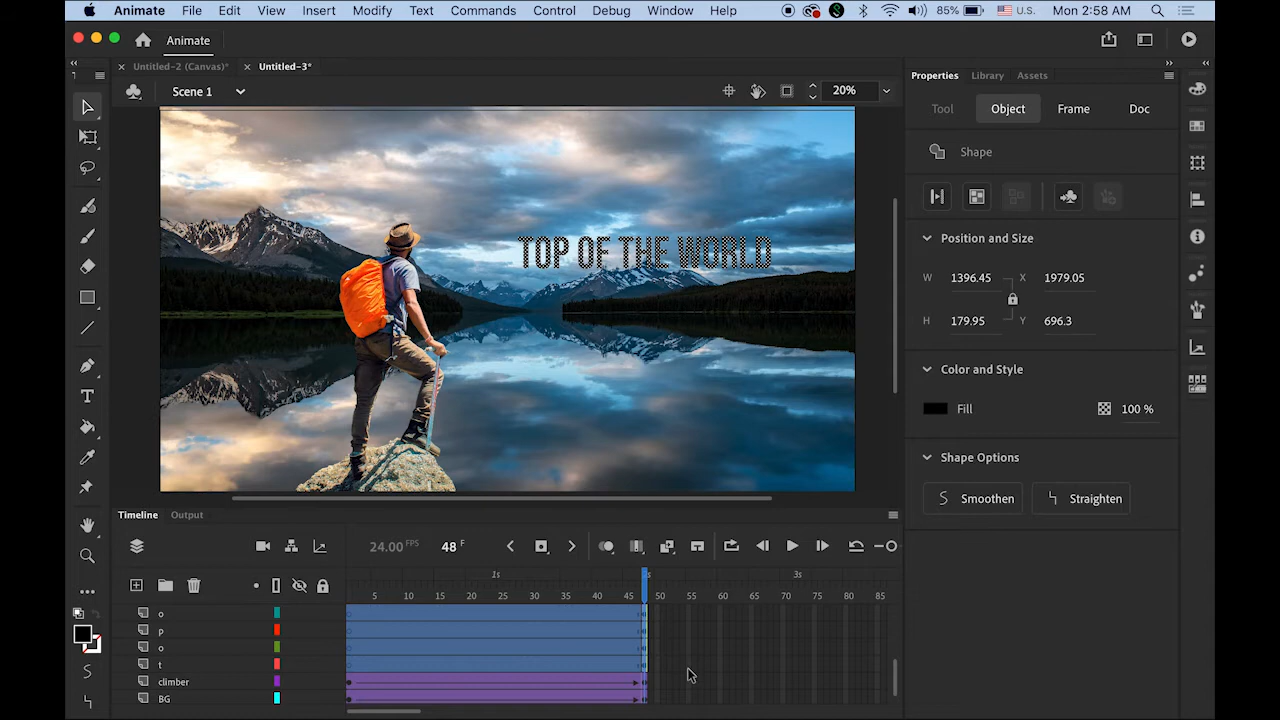 Animate File Edit View Insert Modify Text Commands Control Debug Window Help 85% U.S. Mon 2:58 AM
Animate
Untitled-2 (Canvas)* Untitled-3*
Properties Library Assets
Scene 1 20%
Tool Object Frame Doc
Shape
TOP OF THE WORLD
Position and Size
W 1396.45 X 1979.05
H 179.95 Y 696.3
Color and Style
Fill 100 %
Shape Options
Smoothen Straighten
Timeline Output
24.00 FPS 48 F
1s 3s
5 10 15 20 25 30 35 40 45 50 55 60 65 70 75 80 85
o
p
o
t
climber
BG